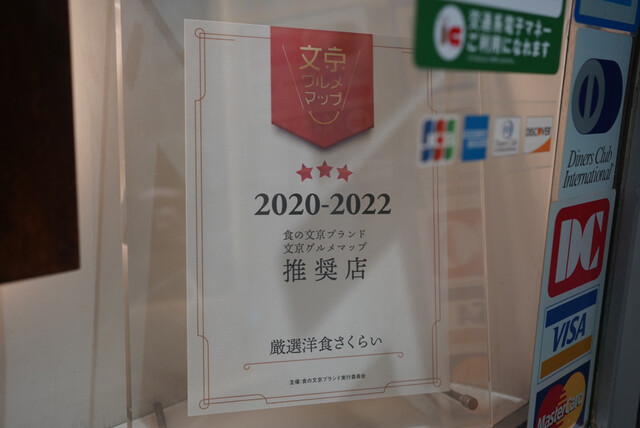 文京
グルメ
マップ
2020-2022
食の文京ブランド
文京グルメマップ
推奨店
厳選洋食さくらい
主催:食の文京ブランド実行委員会
交通系電子マネー
ご利用になれます
IC
JCB
DISCOVER
Diners Club
International
DC
VISA
MasterCard